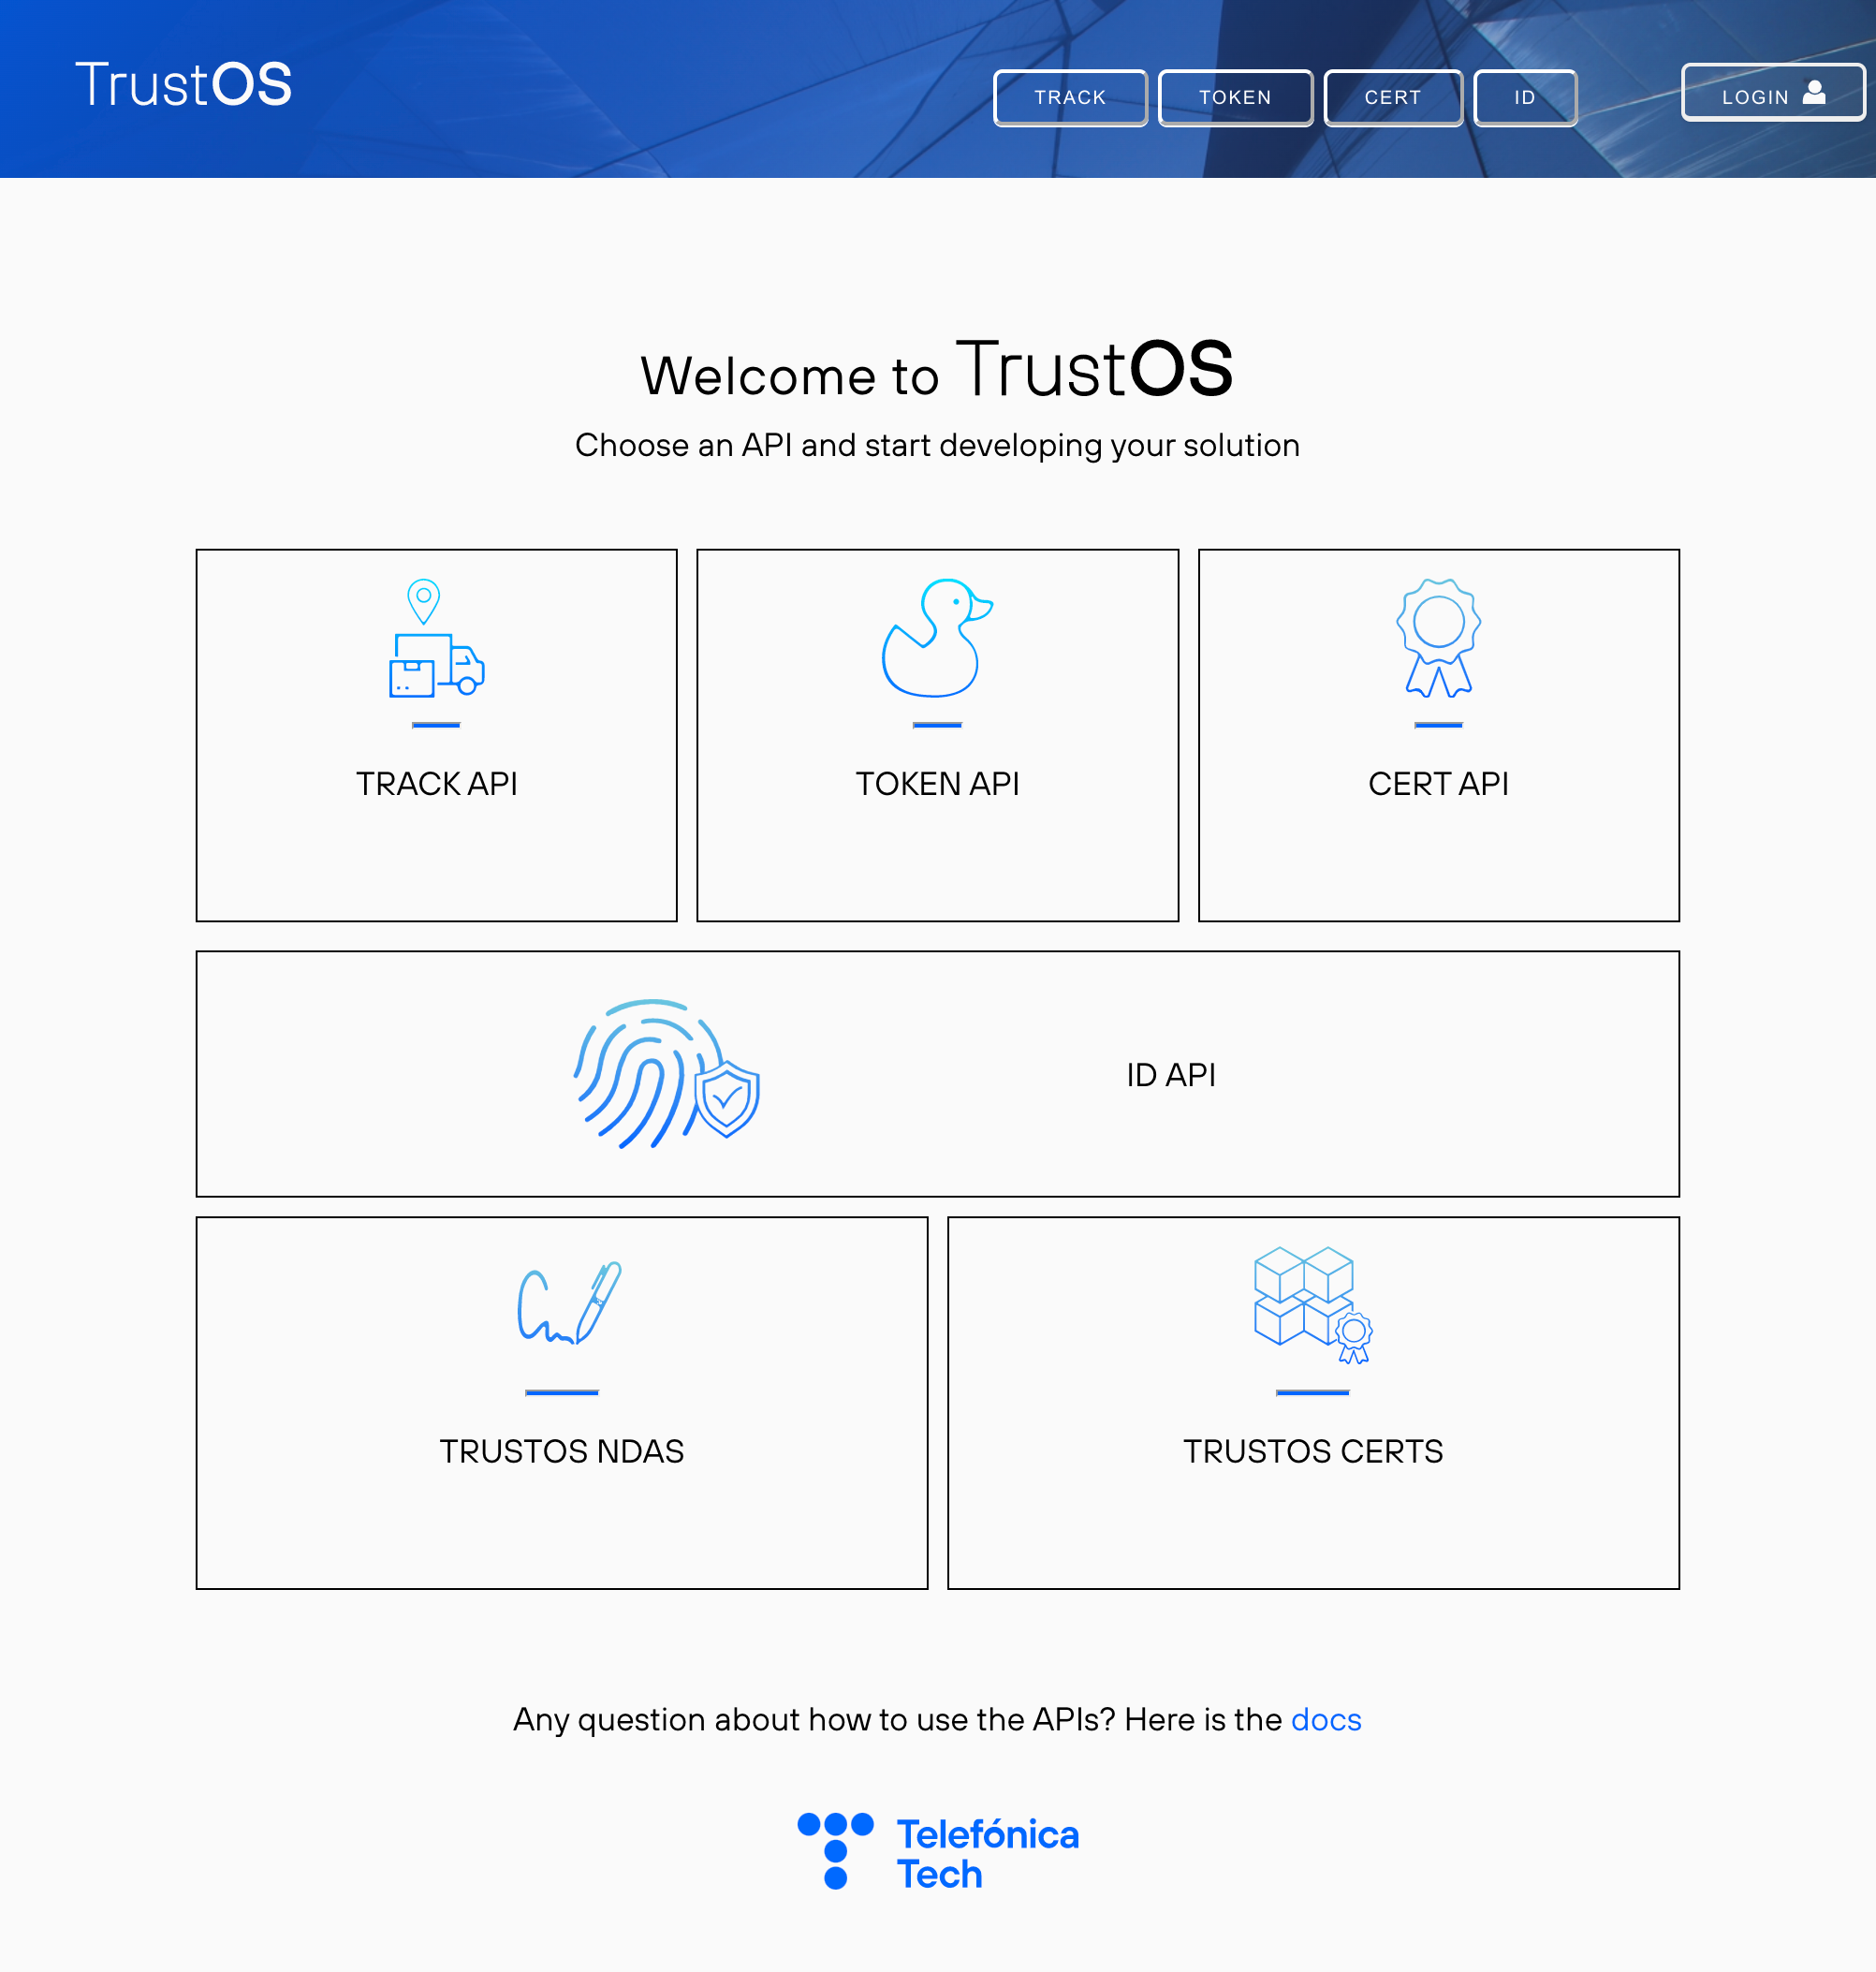 TrustOS
TRACK
TOKEN
CERT
ID
LOGIN
Welcome to TrustOS
Choose an API and start developing your solution
TRACK API
TOKEN API
CERT API
ID API
TRUSTOS NDAS
TRUSTOS CERTS
Any question about how to use the APIs? Here is the docs
Telefónica
Tech